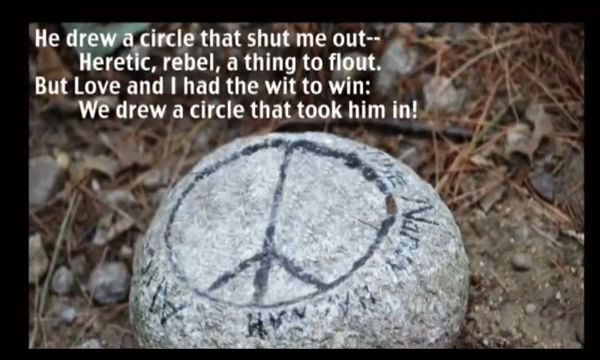 He drew a circle that shut me out--
Heretic, rebel, a thing to flout.
But Love and I had the wit to win:
We drew a circle that took him in!